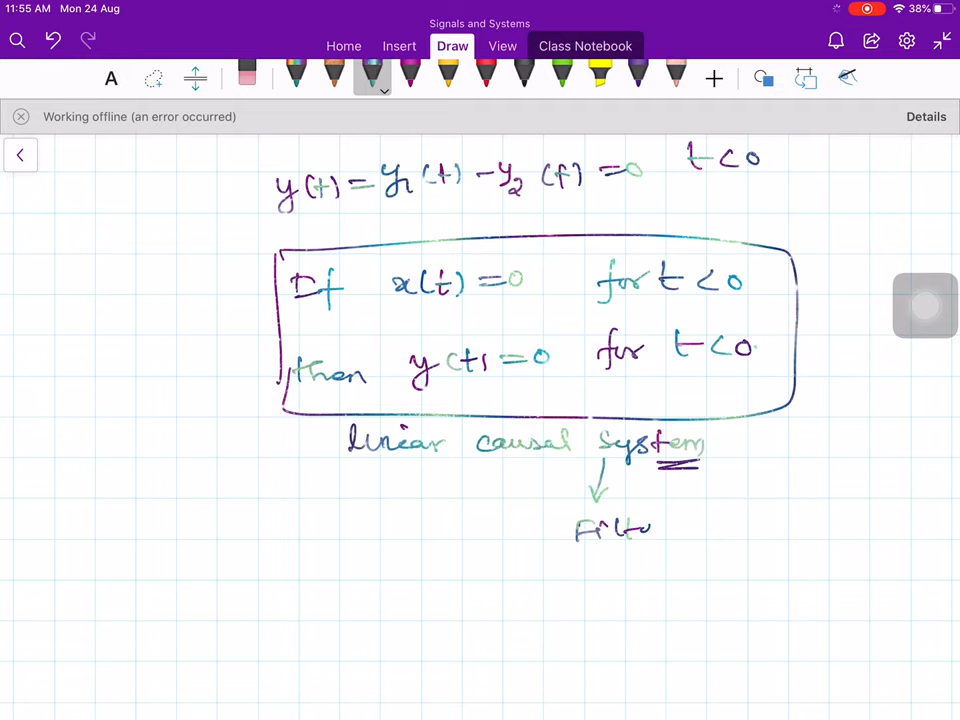 11:55 AM Mon 24 Aug
38%
Signals and Systems
Home Insert Draw View Class Notebook
A
Working offline (an error occurred) Details
y(t) = y1(t) - y2(t) = 0 t < 0
If x(t) = 0 for t < 0
then y(t) = 0 for t < 0
linear causal system
Filte